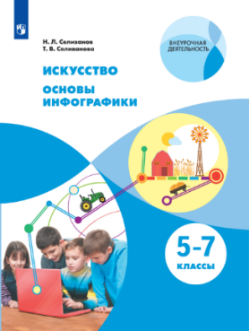 Н. Л. Селиванов
Т. В. Селиванова
ВНЕУРОЧНАЯ
ДЕЯТЕЛЬНОСТЬ
ИСКУССТВО
ОСНОВЫ
ИНФОГРАФИКИ
5-7
КЛАССЫ